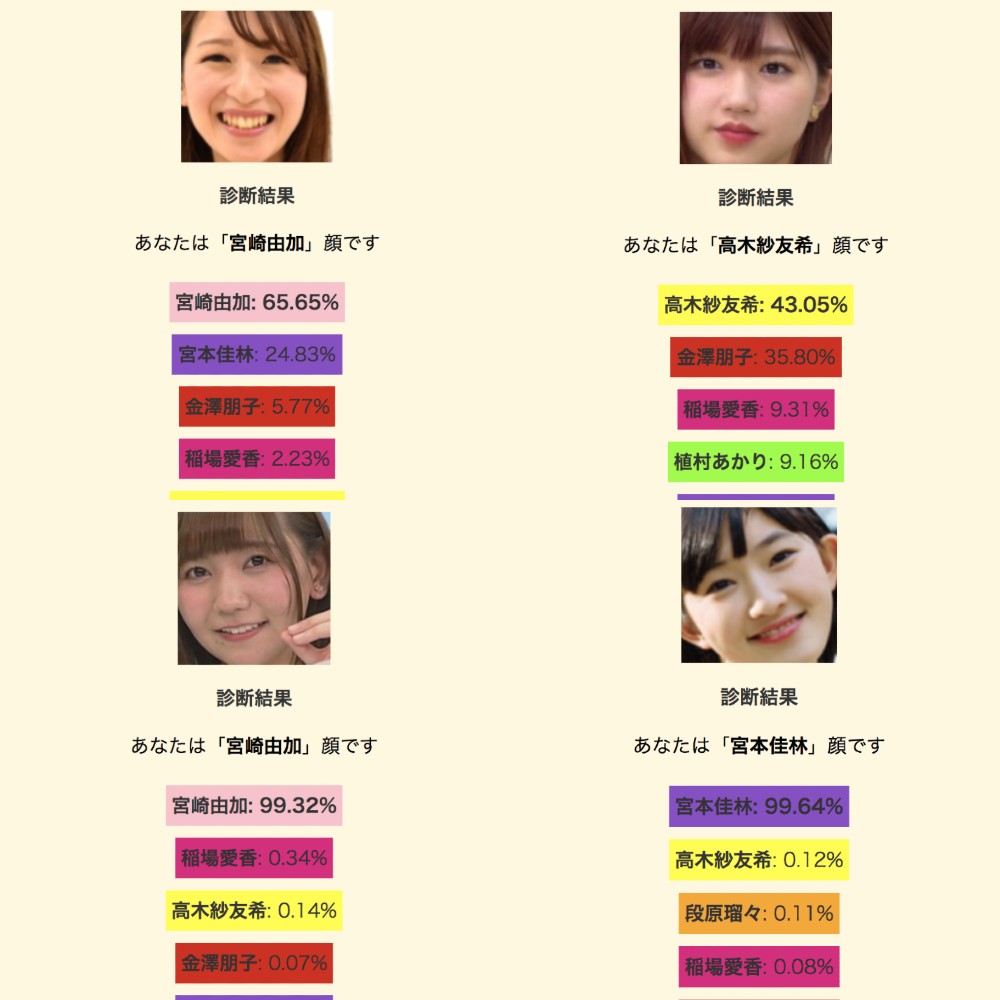 診断結果
あなたは「宮崎由加」顔です
宮崎由加: 65.65%
宮本佳林: 24.83%
金澤朋子: 5.77%
稲場愛香: 2.23%
診断結果
あなたは「高木紗友希」顔です
高木紗友希: 43.05%
金澤朋子: 35.80%
稲場愛香: 9.31%
植村あかり: 9.16%
診断結果
あなたは「宮崎由加」顔です
宮崎由加: 99.32%
稲場愛香: 0.34%
高木紗友希: 0.14%
金澤朋子: 0.07%
診断結果
あなたは「宮本佳林」顔です
宮本佳林: 99.64%
高木紗友希: 0.12%
段原瑠々: 0.11%
稲場愛香: 0.08%